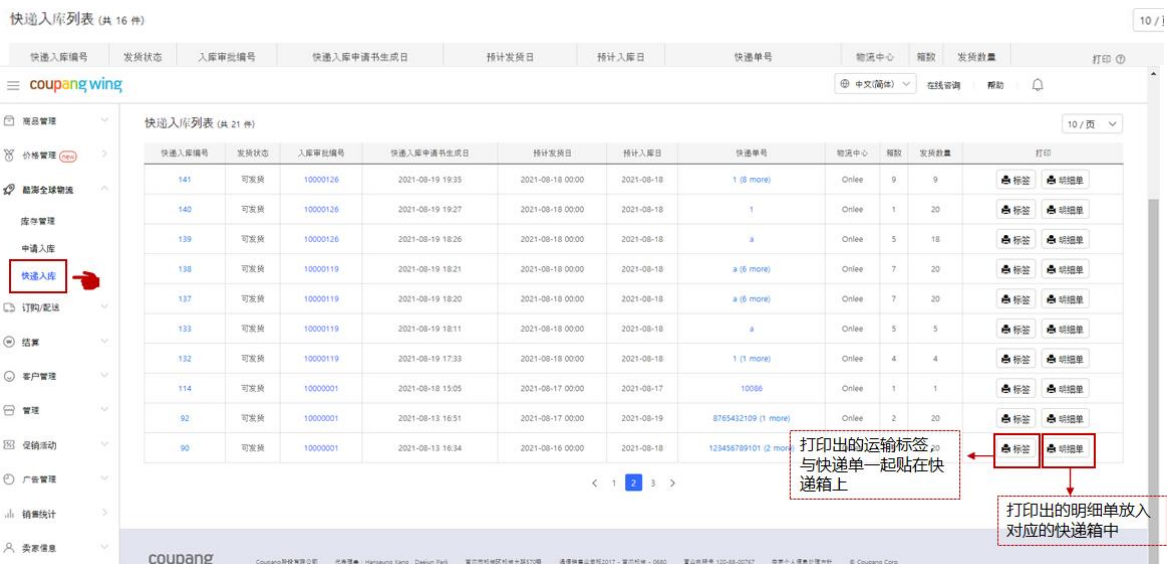 快递入库列表 (共 16 件)
10 / 
快递入库编号 发货状态 入库审批编号 快递入库申请书生成日 预计发货日 预计入库日 快递单号 物流中心 箱数 发货数量 打印
coupang wing 中文(简体) 在线咨询 帮助
商品管理
价格管理 new
酷澎全球物流
库存管理
申请入库
快递入库
订购/配送
结算
客户管理
管理
促销活动
广告管理
销售统计
卖家信息
快递入库列表 (共 21 件)
10 / 页
快递入库编号 发货状态 入库审批编号 快递入库申请书生成日 预计发货日 预计入库日 快递单号 物流中心 箱数 发货数量 打印
141 可发货 10000126 2021-08-19 19:35 2021-08-18 00:00 2021-08-18 1 (8 more) Onlee 9 9 标签 明细单
140 可发货 10000126 2021-08-19 19:27 2021-08-18 00:00 2021-08-18 1 Onlee 1 20 标签 明细单
139 可发货 10000126 2021-08-19 18:26 2021-08-18 00:00 2021-08-18 a Onlee 5 18 标签 明细单
138 可发货 10000119 2021-08-19 18:21 2021-08-18 00:00 2021-08-18 a (6 more) Onlee 7 20 标签 明细单
137 可发货 10000119 2021-08-19 18:20 2021-08-18 00:00 2021-08-18 a (6 more) Onlee 7 20 标签 明细单
133 可发货 10000119 2021-08-19 18:11 2021-08-18 00:00 2021-08-18 a Onlee 5 5 标签 明细单
132 可发货 10000119 2021-08-19 17:33 2021-08-18 00:00 2021-08-18 1 (1 more) Onlee 4 4 标签 明细单
114 可发货 10000001 2021-08-18 15:05 2021-08-17 00:00 2021-08-17 10086 Onlee 1 1 标签 明细单
92 可发货 10000001 2021-08-13 16:51 2021-08-17 00:00 2021-08-19 8765432109 (1 more) Onlee 2 20 标签 明细单
90 可发货 10000001 2021-08-13 16:34 2021-08-16 00:00 2021-08-18 123456789101 (2 more) 20 标签 明细单
打印出的运输标签,
与快递单一起贴在快
递箱上
< 1 2 3 >
打印出的明细单放入
对应的快递箱中
coupang © Coupang Corp.